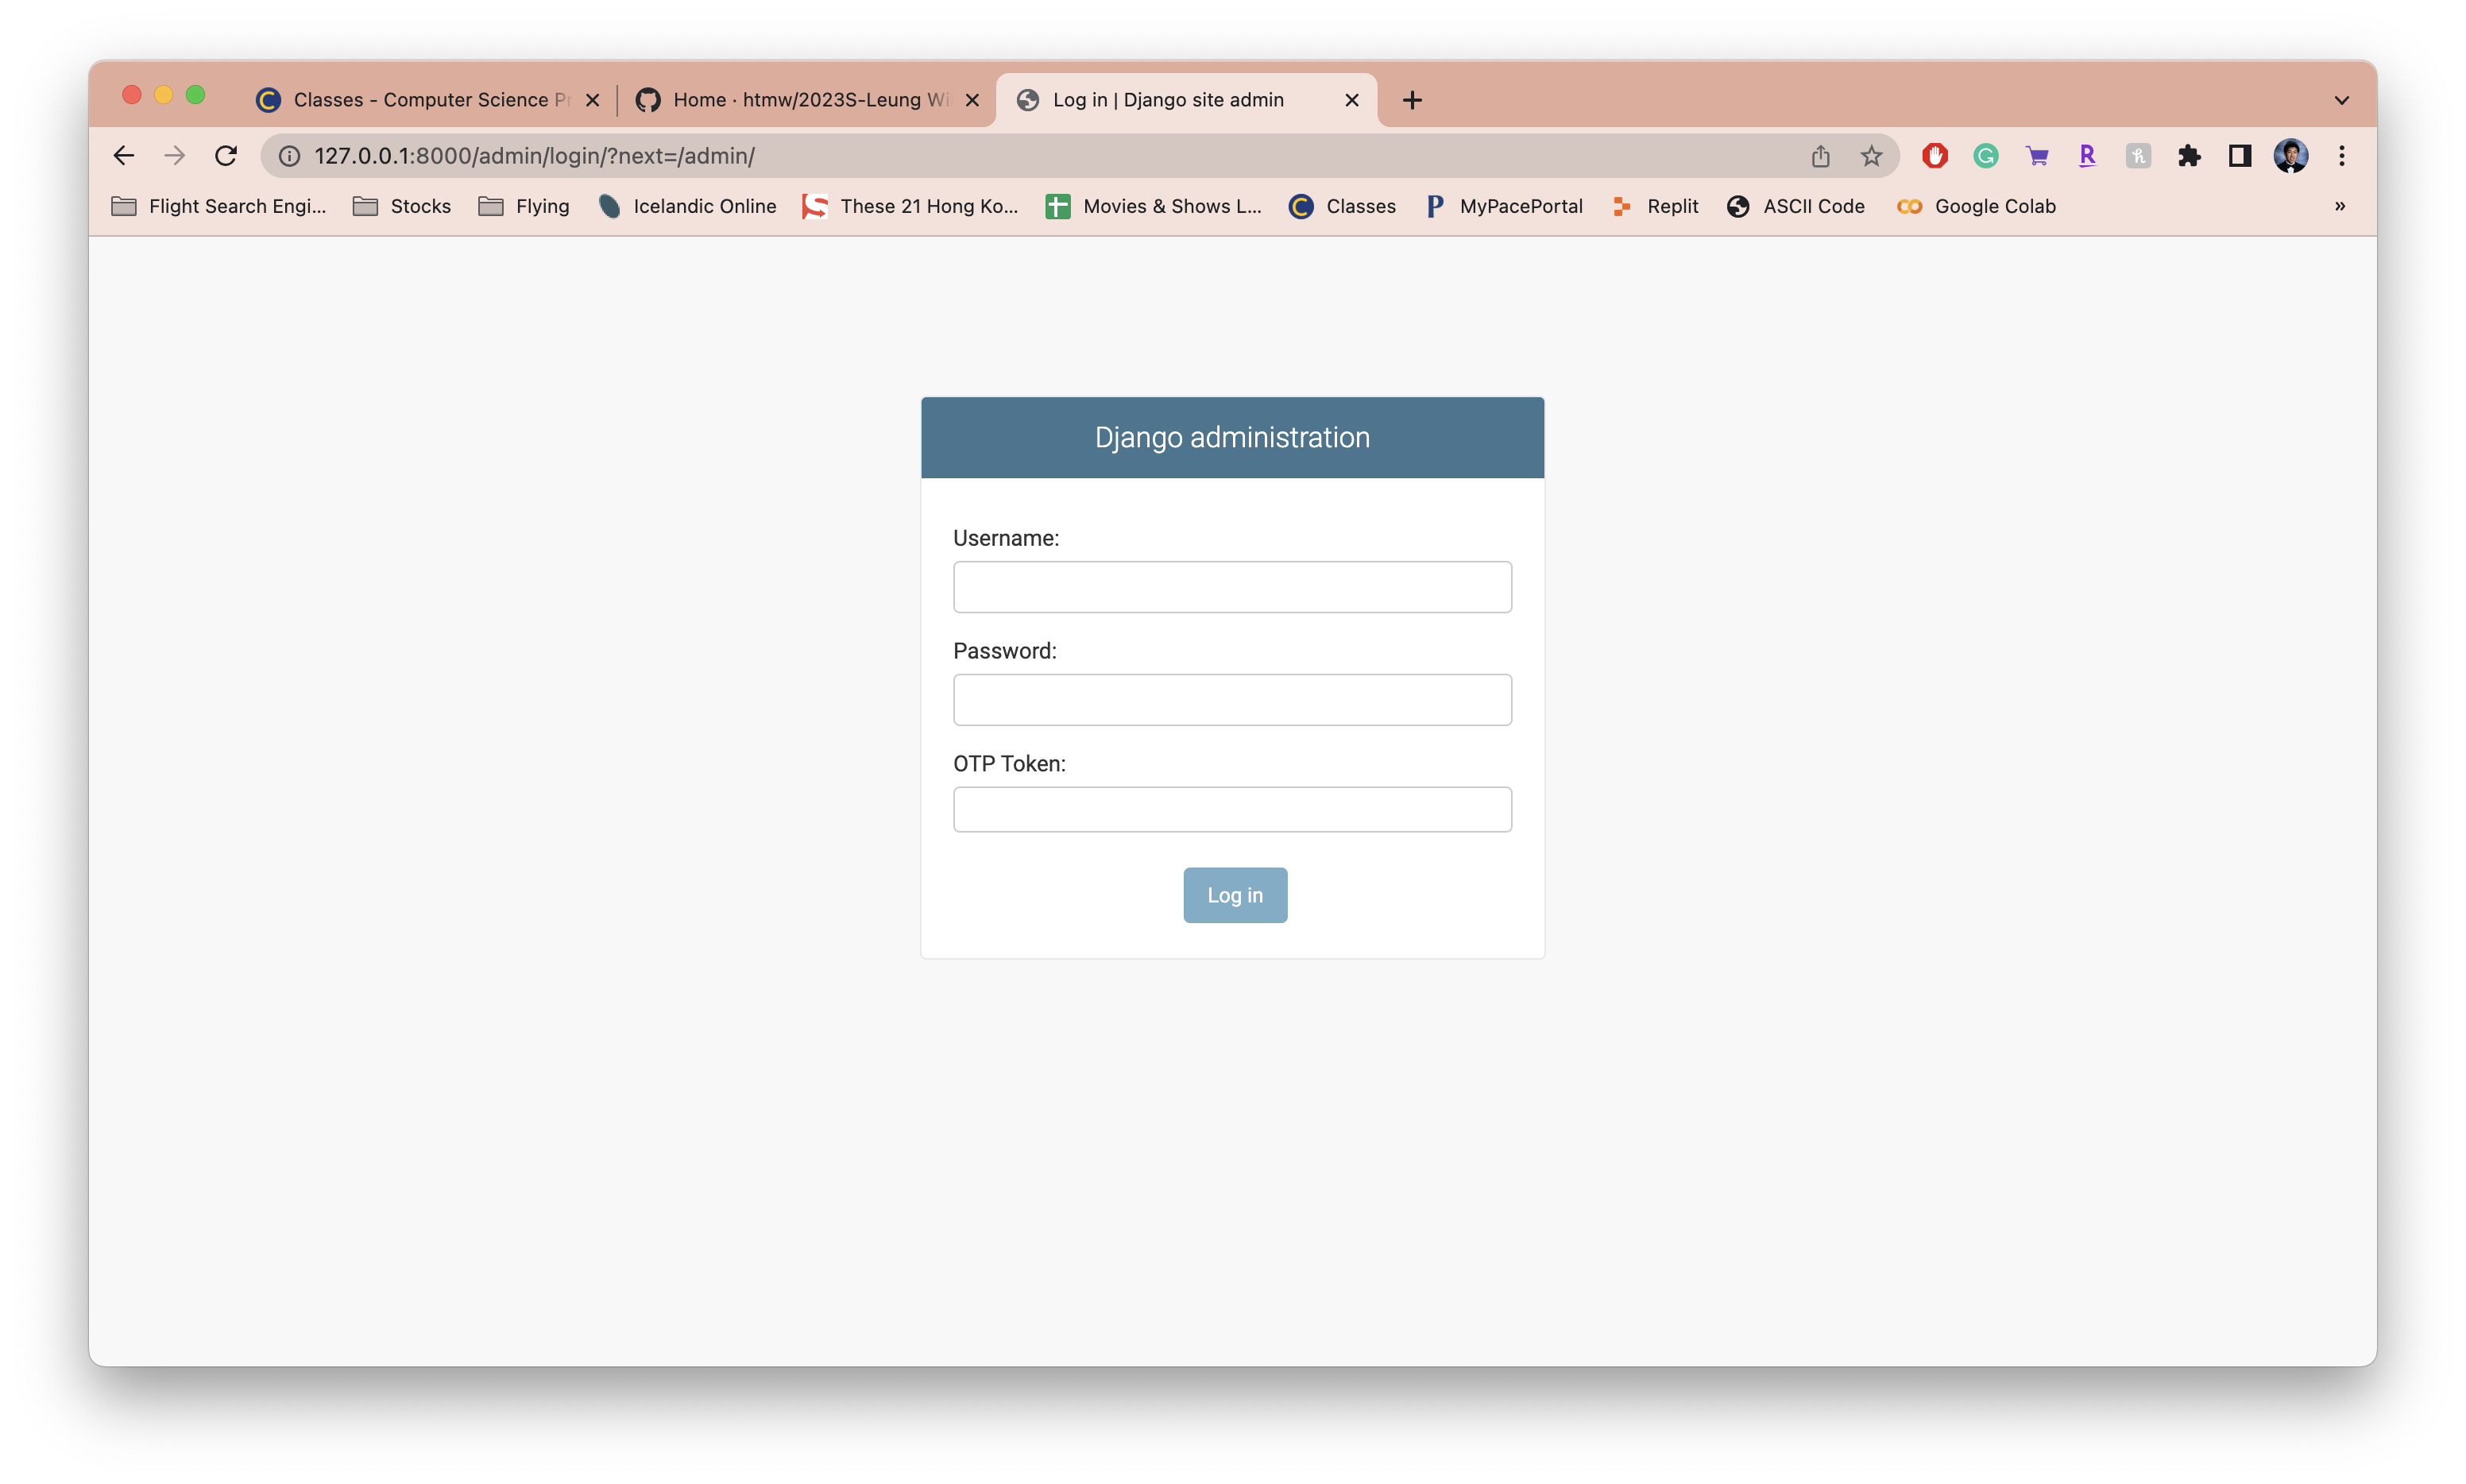 Classes - Computer Science Pr
Home · htmw/2023S-Leung Wi
Log in | Django site admin
127.0.0.1:8000/admin/login/?next=/admin/
Flight Search Engi...
Stocks
Flying
Icelandic Online
These 21 Hong Ko...
Movies & Shows L...
Classes
MyPacePortal
Replit
ASCII Code
Google Colab
»
Django administration
Username:
Password:
OTP Token:
Log in